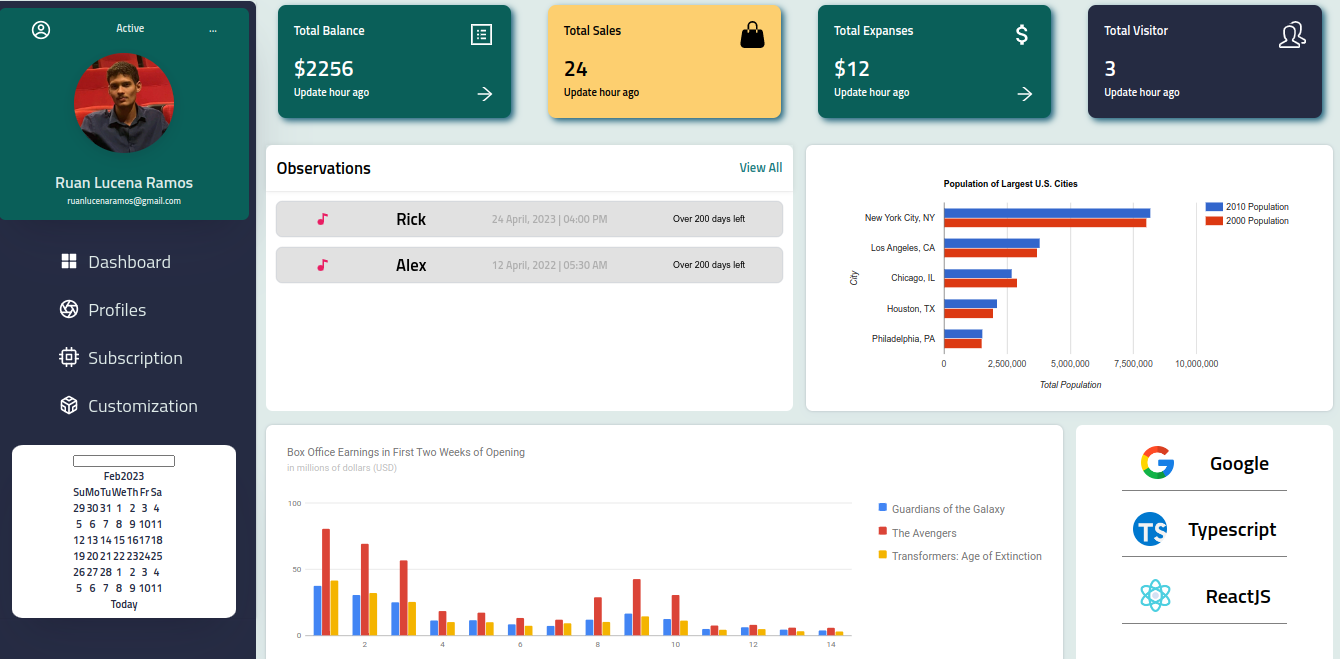 Active
...
Ruan Lucena Ramos
ruanlucenaramos@gmail.com
Dashboard
Profiles
Subscription
Customization
Feb2023
SuMoTuWeThFrSa
29 30 31 1 2 3 4
5 6 7 8 9 10 11
12 13 14 15 16 17 18
19 20 21 22 23 24 25
26 27 28 1 2 3 4
5 6 7 8 9 10 11
Today
Total Balance
$2256
Update hour ago
Total Sales
24
Update hour ago
Total Expanses
$12
Update hour ago
Total Visitor
3
Update hour ago
Observations
View All
Rick 24 April, 2023 | 04:00 PM Over 200 days left
Alex 12 April, 2022 | 05:30 AM Over 200 days left
Population of Largest U.S. Cities
New York City, NY
Los Angeles, CA
Chicago, IL
Houston, TX
Philadelphia, PA
City
0 2,500,000 5,000,000 7,500,000 10,000,000
Total Population
2010 Population
2000 Population
Box Office Earnings in First Two Weeks of Opening
in millions of dollars (USD)
100
50
0
2 4 6 8 10 12 14
Guardians of the Galaxy
The Avengers
Transformers: Age of Extinction
Google
TS Typescript
ReactJS